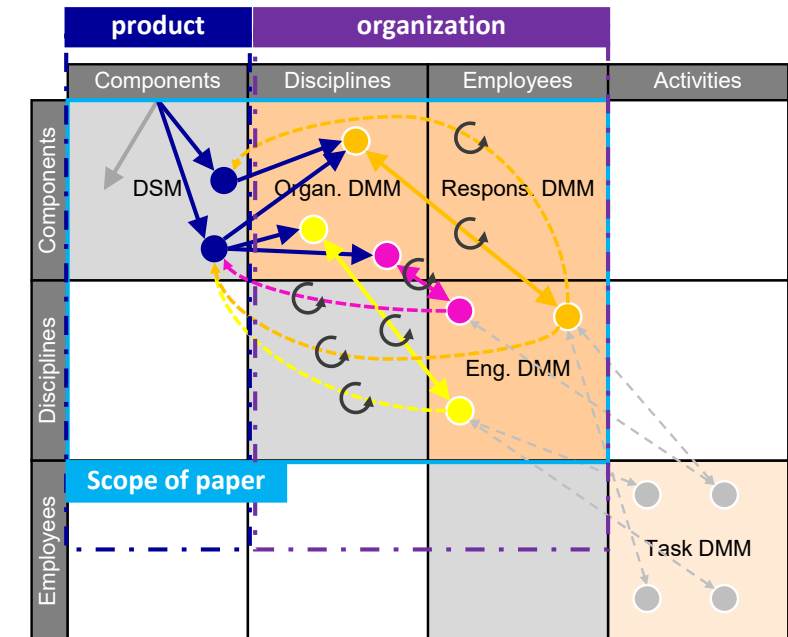 product
organization
Components
Disciplines
Employees
Activities
Components
DSM
Organ. DMM
Respons. DMM
Disciplines
Eng. DMM
Scope of paper
Employees
Task DMM